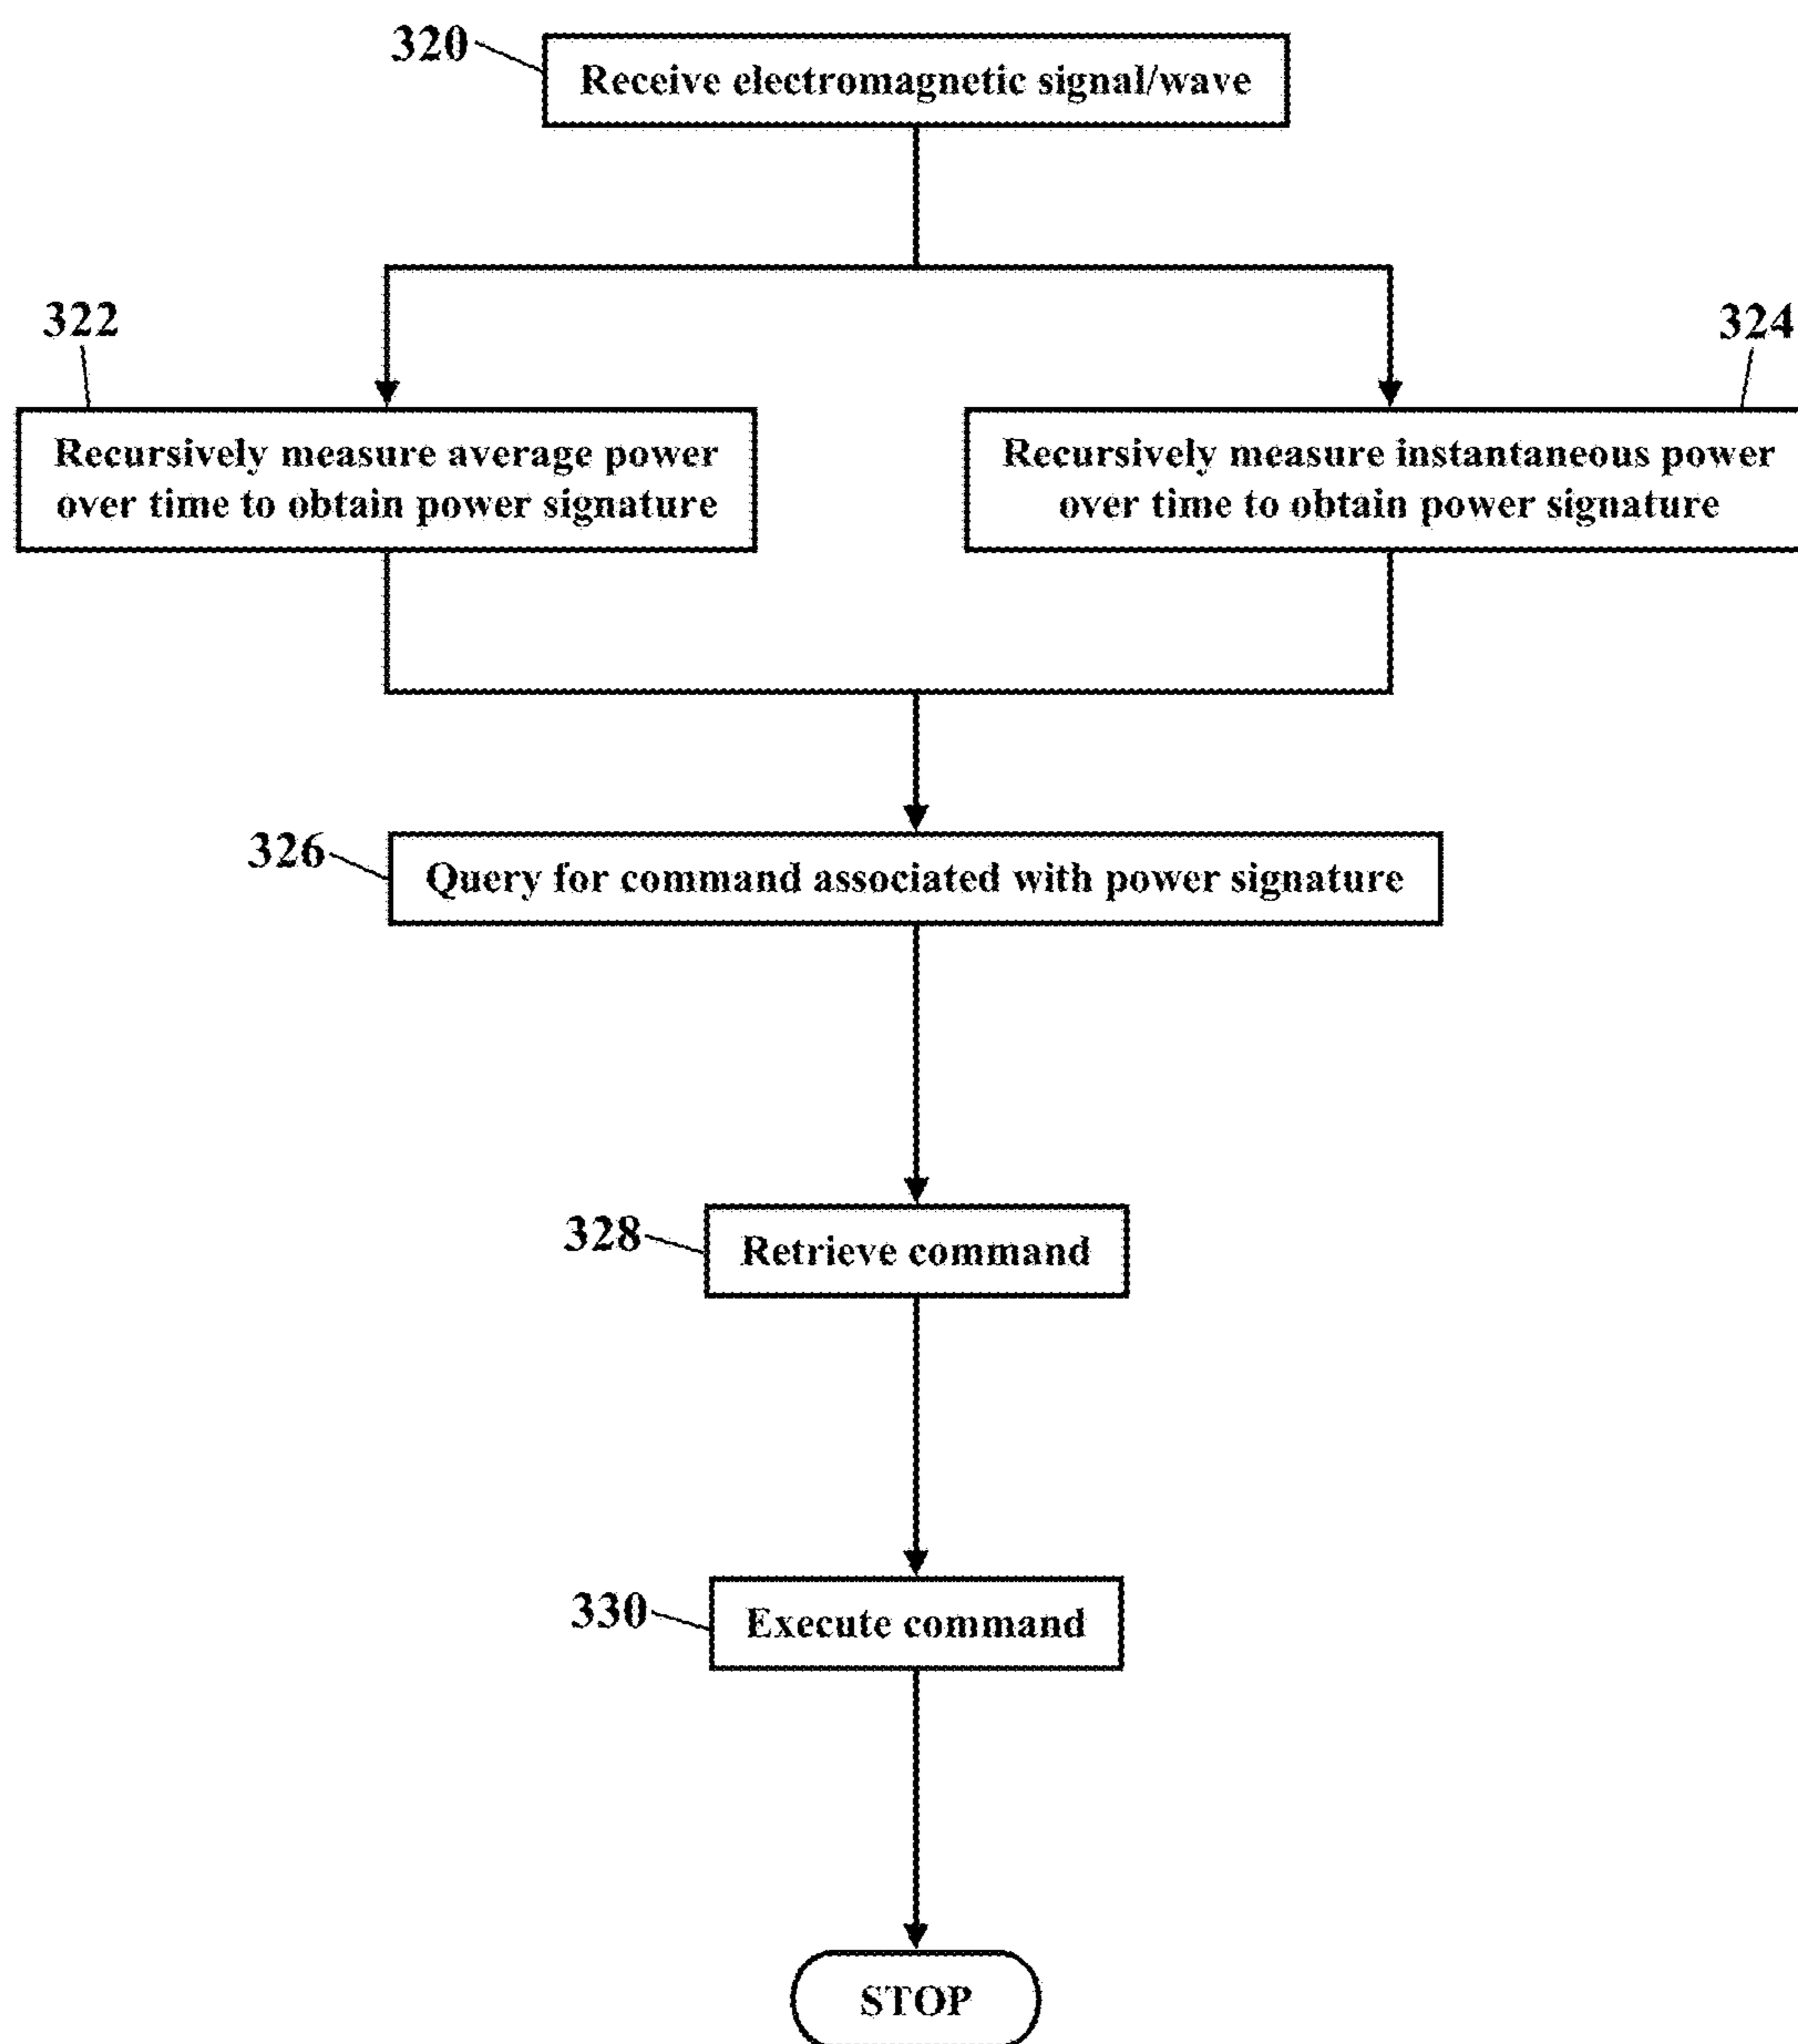 320
Receive electromagnetic signal/wave
322
324
Recursively measure average power
over time to obtain power signature
Recursively measure instantaneous power
over time to obtain power signature
326
Query for command associated with power signature
328
Retrieve command
330
Execute command
STOP